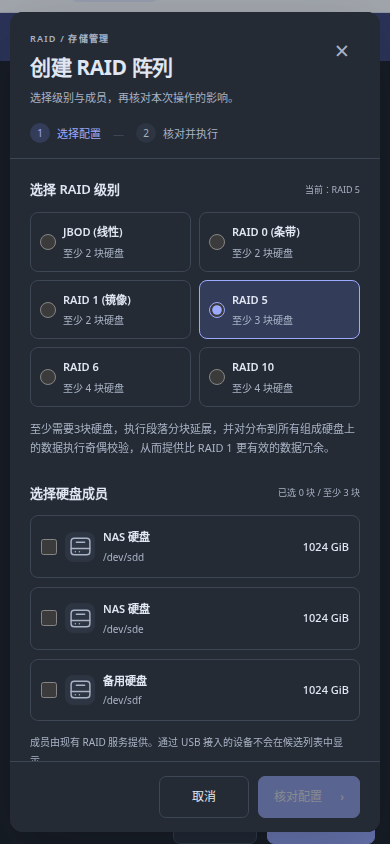 RAID / 存储管理
创建 RAID 阵列
选择级别与成员，再核对本次操作的影响。
1 选择配置 — 2 核对并执行
选择 RAID 级别 当前：RAID 5
JBOD (线性)
至少 2 块硬盘
RAID 0 (条带)
至少 2 块硬盘
RAID 1 (镜像)
至少 2 块硬盘
RAID 5
至少 3 块硬盘
RAID 6
至少 4 块硬盘
RAID 10
至少 4 块硬盘
至少需要3块硬盘，执行段落分块延展，并对分布到所有组成硬盘上
的数据执行奇偶校验，从而提供比 RAID 1 更有效的数据冗余。
选择硬盘成员 已选 0 块 / 至少 3 块
NAS 硬盘
/dev/sdd
1024 GiB
NAS 硬盘
/dev/sde
1024 GiB
备用硬盘
/dev/sdf
1024 GiB
成员由现有 RAID 服务提供。通过 USB 接入的设备不会在候选列表中显
示
取消 核对配置 ›